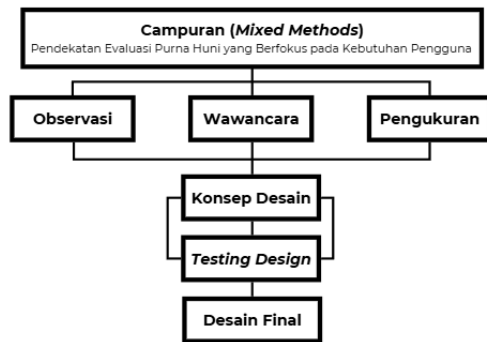 Campuran (Mixed Methods)
Pendekatan Evaluasi Purna Huni yang Berfokus pada Kebutuhan Pengguna
Observasi
Wawancara
Pengukuran
Konsep Desain
Testing Design
Desain Final